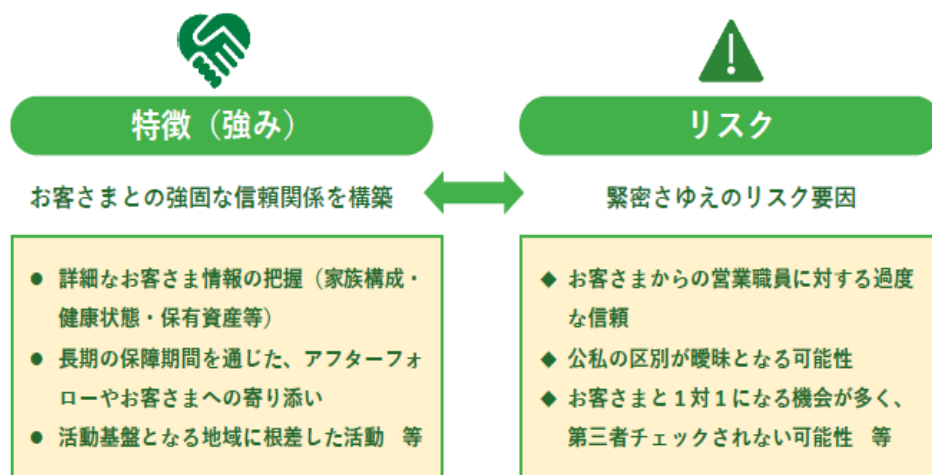 特徴（強み）
お客さまとの強固な信頼関係を構築
● 詳細なお客さま情報の把握（家族構成・
健康状態・保有資産等）
● 長期の保障期間を通じた、アフターフォ
ローやお客さまへの寄り添い
● 活動基盤となる地域に根差した活動　等
リスク
緊密さゆえのリスク要因
◆ お客さまからの営業職員に対する過度
な信頼
◆ 公私の区別が曖昧となる可能性
◆ お客さまと１対１になる機会が多く、
第三者チェックされない可能性　等